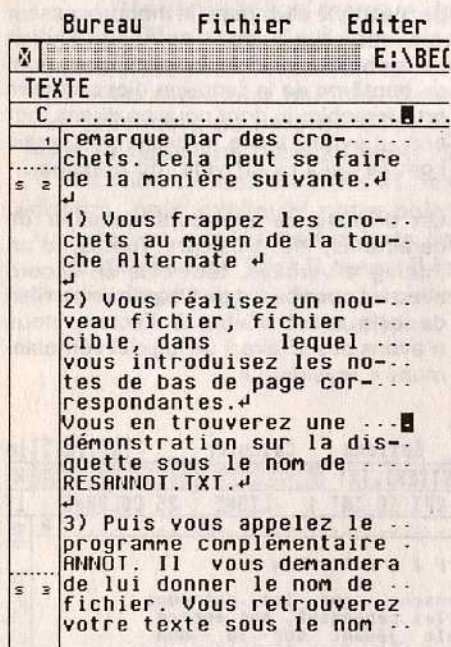 Bureau Fichier Editer
E:\BEC
TEXTE
C
1 remarque par des cro-
chets. Cela peut se faire
s 2 de la manière suivante.↲
↲
1) Vous frappez les cro- ··
chets au moyen de la tou-
che Alternate ↲
↲
2) Vous réalisez un nou-
veau fichier, fichier ···
cible, dans lequel ···
vous introduisez les no-
tes de bas de page cor-
respondantes.↲
Vous en trouverez une ···
démonstration sur la dis-
quette sous le nom de ···
RESANNOT.TXT.↲
↲
3) Puis vous appelez le ··
programme complémentaire ·
ANNOT. Il vous demandera
s 3 de lui donner le nom de ··
fichier. Vous retrouverez
votre texte sous le nom ··